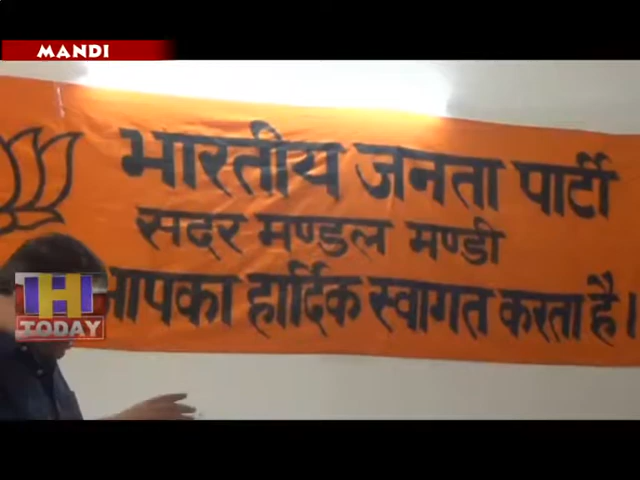 MANDI
भारतीय जनता पार्टी
सदर मण्डल मण्डी
आपका हार्दिक स्वागत करता है।
H
TODAY